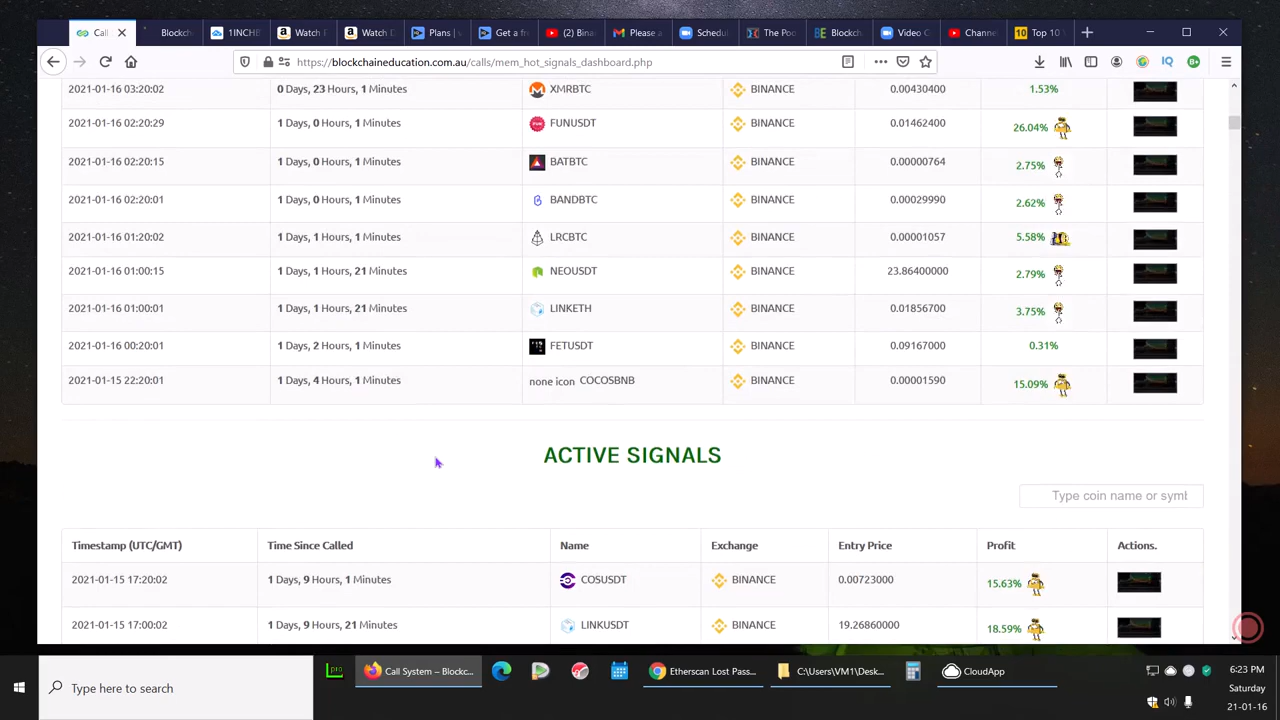 Call
Blockch
1INCHE
Watch I
Watch D
Plans | v
Get a fre
(2) Bina
Please a
Schedul
The Poo
Blockch
Video C
Channel
Top 10
https://blockchaineducation.com.au/calls/mem_hot_signals_dashboard.php
2021-01-16 03:20:02 0 Days, 23 Hours, 1 Minutes XMRBTC BINANCE 0.00430400 1.53%
2021-01-16 02:20:29 1 Days, 0 Hours, 1 Minutes FUNUSDT BINANCE 0.01462400 26.04%
2021-01-16 02:20:15 1 Days, 0 Hours, 1 Minutes BATBTC BINANCE 0.00000764 2.75%
2021-01-16 02:20:01 1 Days, 0 Hours, 1 Minutes BANDBTC BINANCE 0.00029990 2.62%
2021-01-16 01:20:02 1 Days, 1 Hours, 1 Minutes LRCBTC BINANCE 0.00001057 5.58%
2021-01-16 01:00:15 1 Days, 1 Hours, 21 Minutes NEOUSDT BINANCE 23.86400000 2.79%
2021-01-16 01:00:01 1 Days, 1 Hours, 21 Minutes LINKETH BINANCE 0.01856700 3.75%
2021-01-16 00:20:01 1 Days, 2 Hours, 1 Minutes FETUSDT BINANCE 0.09167000 0.31%
2021-01-15 22:20:01 1 Days, 4 Hours, 1 Minutes none icon COCOSBNB BINANCE 0.00001590 15.09%
ACTIVE SIGNALS
Type coin name or symb
Timestamp (UTC/GMT) Time Since Called Name Exchange Entry Price Profit Actions.
2021-01-15 17:20:02 1 Days, 9 Hours, 1 Minutes COSUSDT BINANCE 0.00723000 15.63%
2021-01-15 17:00:02 1 Days, 9 Hours, 21 Minutes LINKUSDT BINANCE 19.26860000 18.59%
Type here to search
Call System – Blockc...
Etherscan Lost Pass...
C:\Users\VM1\Desk...
CloudApp
6:23 PM
Saturday
21-01-16